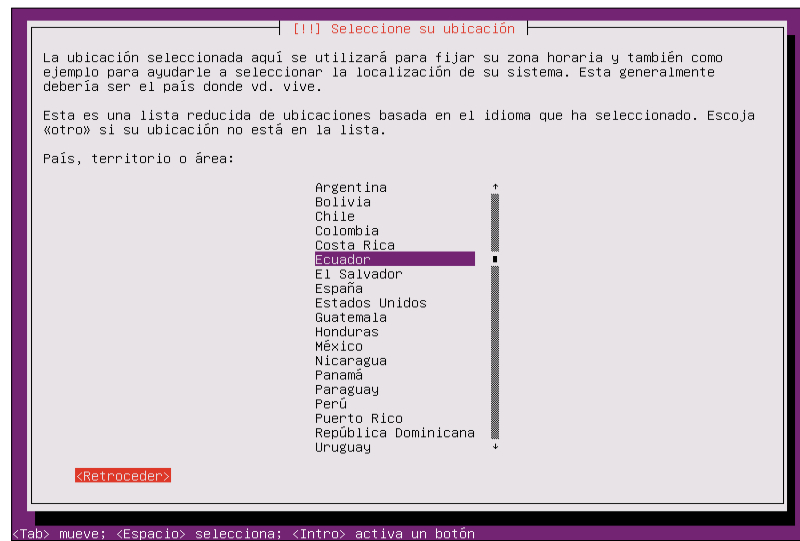 [!!] Seleccione su ubicación
La ubicación seleccionada aquí se utilizará para fijar su zona horaria y también como
ejemplo para ayudarle a seleccionar la localización de su sistema. Esta generalmente
debería ser el país donde vd. vive.
Esta es una lista reducida de ubicaciones basada en el idioma que ha seleccionado. Escoja
«otro» si su ubicación no está en la lista.
País, territorio o área:
Argentina
Bolivia
Chile
Colombia
Costa Rica
Ecuador
El Salvador
España
Estados Unidos
Guatemala
Honduras
México
Nicaragua
Panamá
Paraguay
Perú
Puerto Rico
República Dominicana
Uruguay
<Retroceder>
<Tab> mueve; <Espacio> selecciona; <Intro> activa un botón